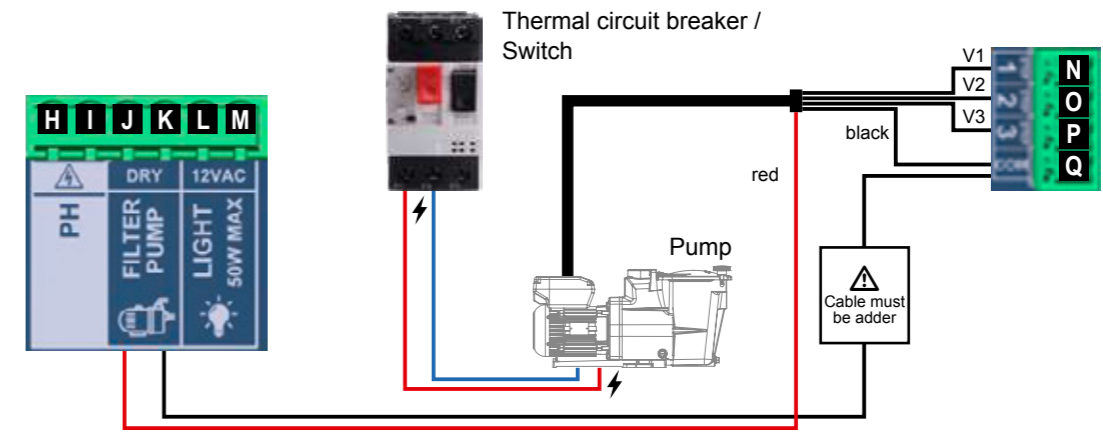 Thermal circuit breaker /
Switch
H I J K L M
DRY
12VAC
PH
FILTER
PUMP
LIGHT
50W MAX
V1
V2
V3
black
red
1
2
3
COM
N
O
P
Q
Pump
Cable must
be adder